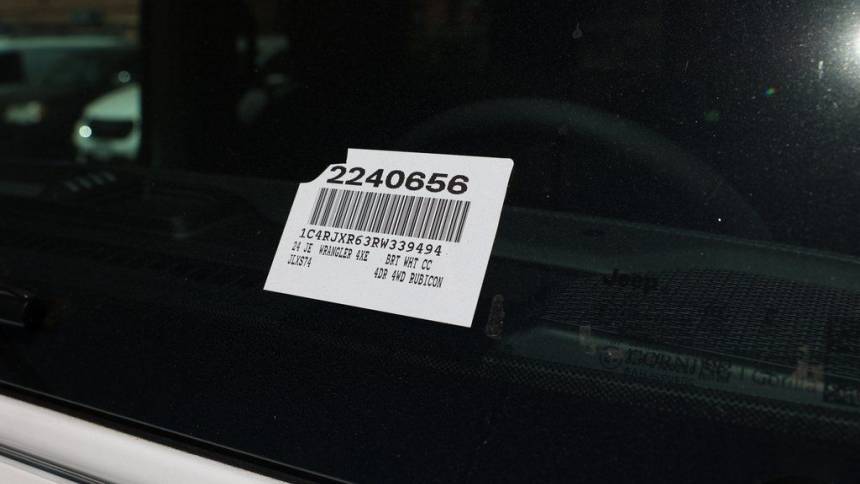 2240656
1C4RJXR63RW339494
24 JE WRANGLER 4XE BRT WHT CC
JLXS74 4DR 4WD RUBICON
Jeep